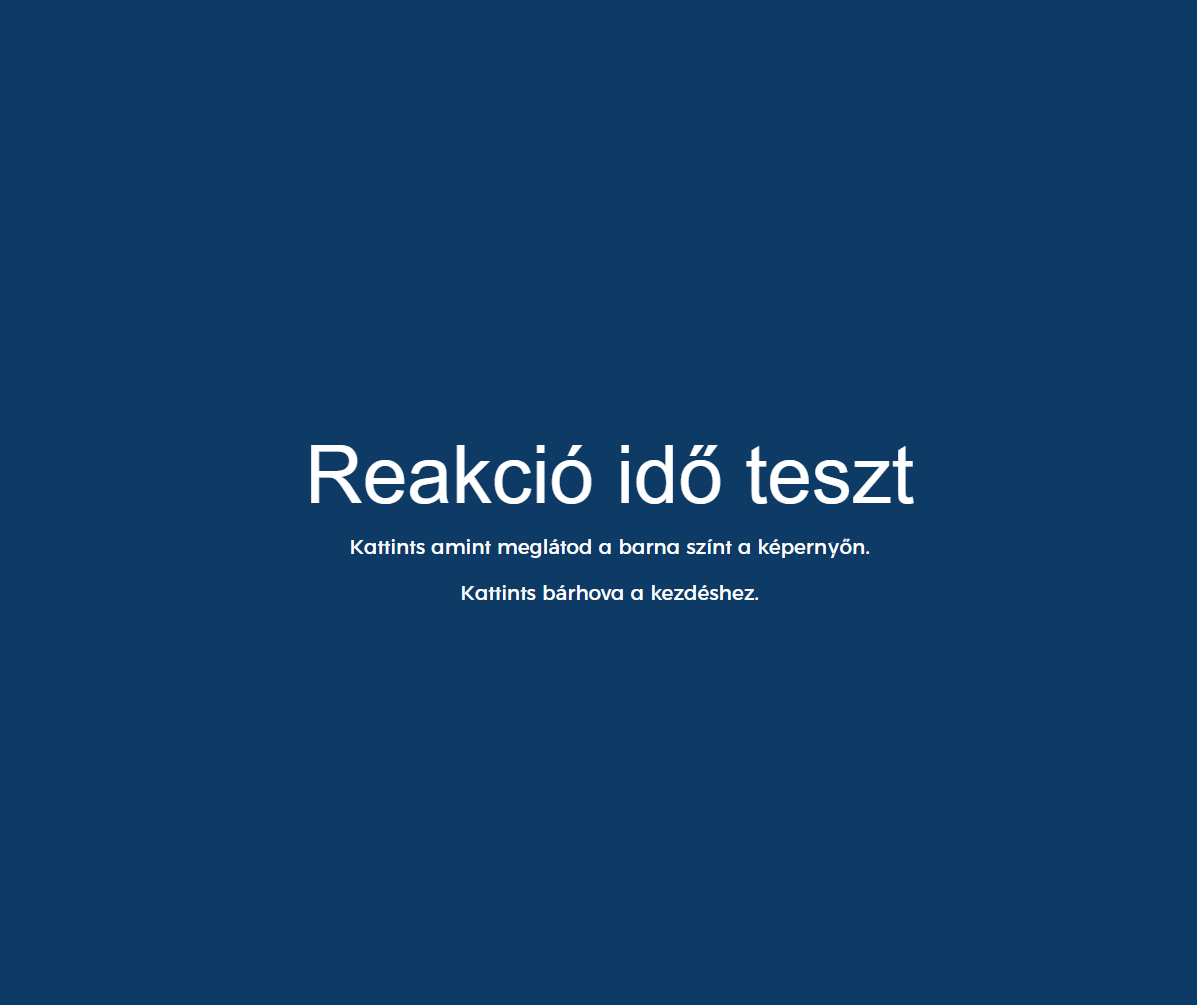 Reakció idő teszt
Kattints amint meglátod a barna színt a képernyőn.
Kattints bárhova a kezdéshez.